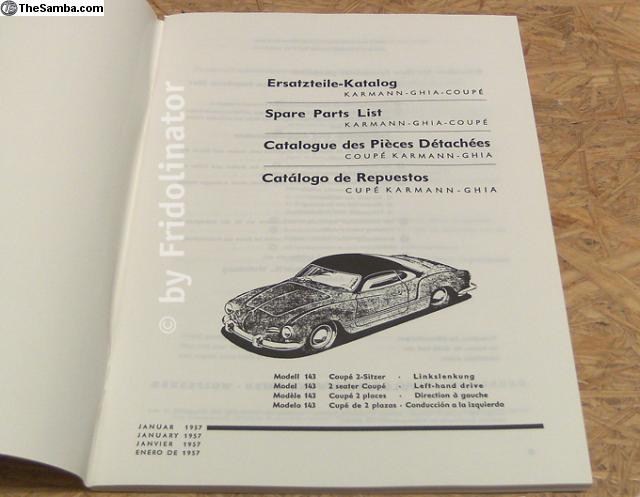 TheSamba.com
Ersatzteile-Katalog
KARMANN-GHIA-COUPÉ
Spare Parts List
KARMANN-GHIA-COUPÉ
Catalogue des Pièces Détachées
COUPÉ KARMANN-GHIA
Catálogo de Repuestos
CUPÉ KARMANN-GHIA
© by Fridolinator
Modell 143 Coupé 2-Sitzer · Linkslenkung
Model 143 2 seater Coupé · Left-hand drive
Modèle 143 Coupé 2 places · Direction à gauche
Modelo 143 Cupé de 2 plazas · Conducción a la izquierda
JANUAR 1957
JANUARY 1957
JANVIER 1957
ENERO DE 1957